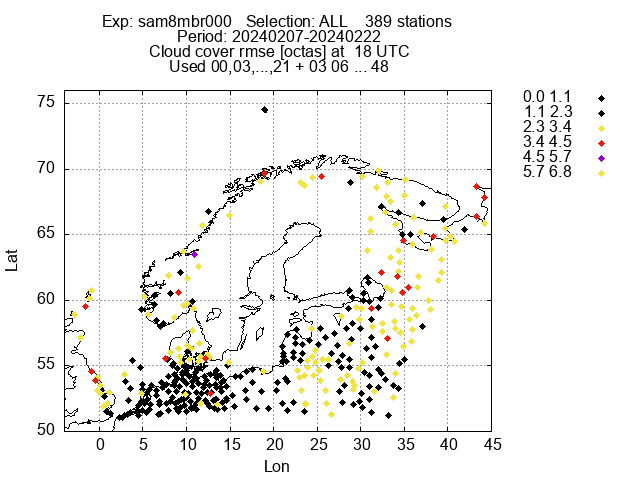 Exp: sam8mbr000 Selection: ALL 389 stations
Period: 20240207-20240222
Cloud cover rmse [octas] at 18 UTC
Used 00,03,...,21 + 03 06 ... 48
75
70
65
60
55
50
Lat
0 5 10 15 20 25 30 35 40 45
Lon
0.0 1.1
1.1 2.3
2.3 3.4
3.4 4.5
4.5 5.7
5.7 6.8